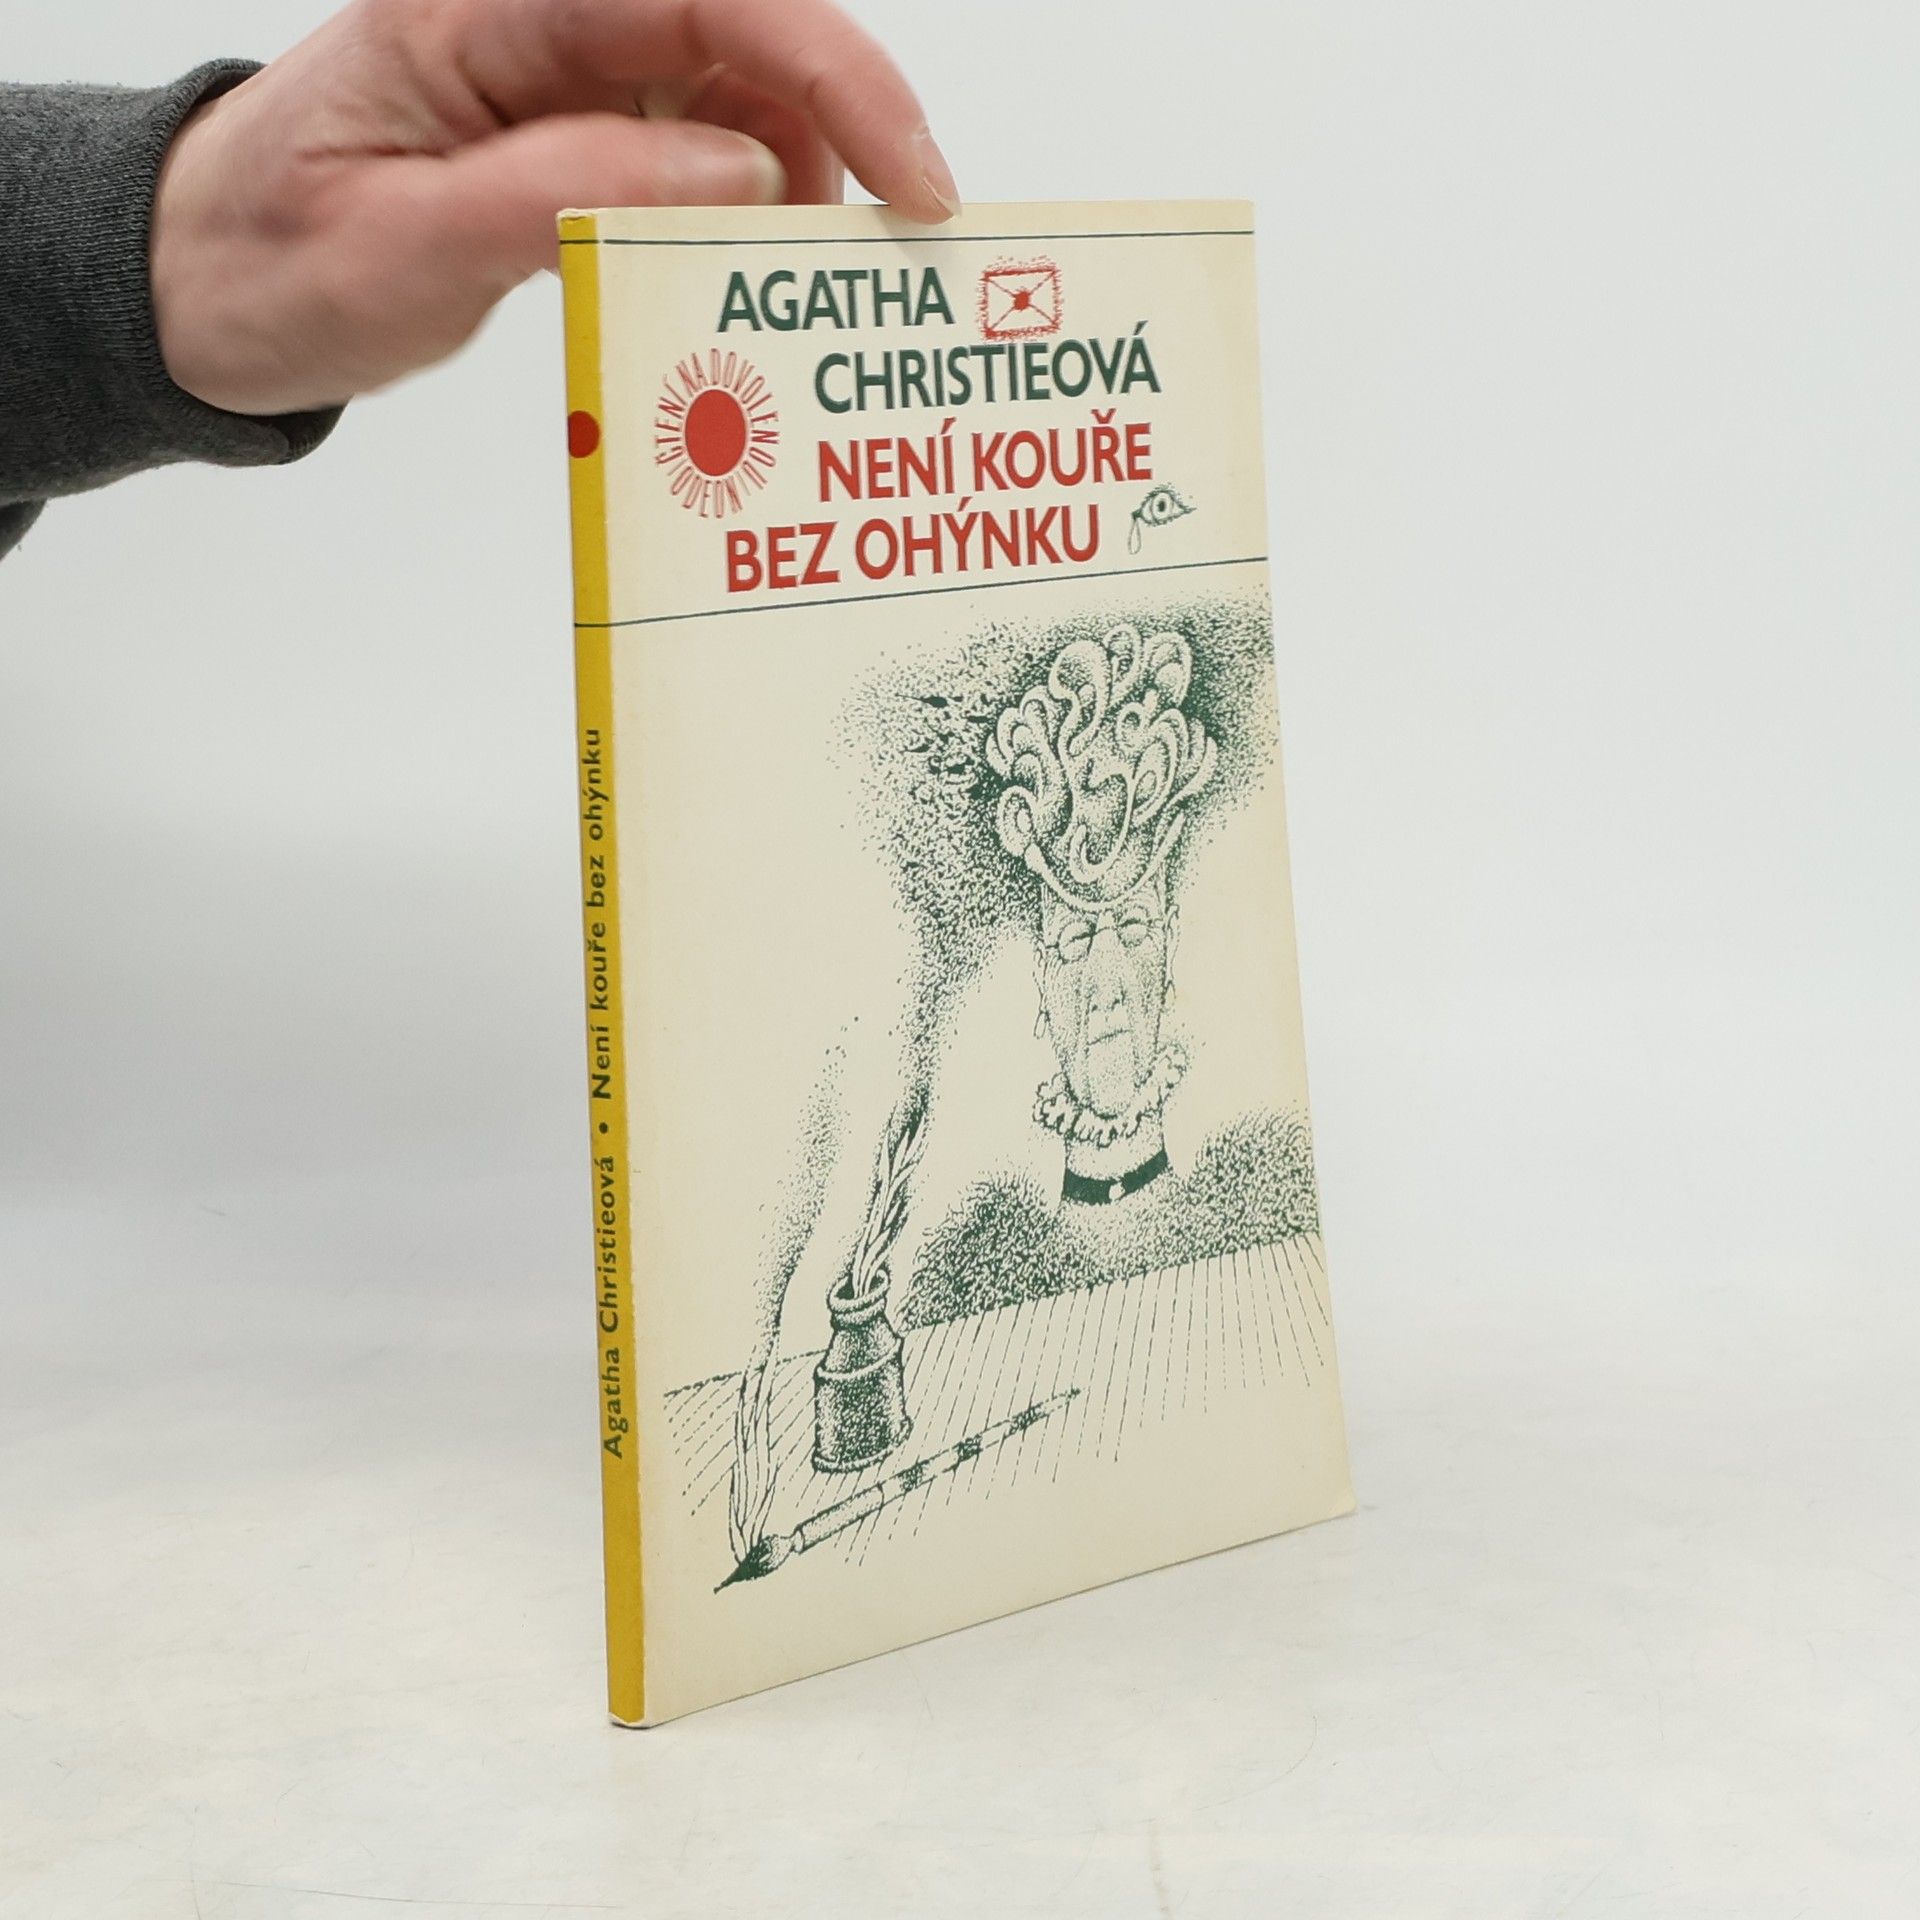 AGATHA
CHRISTIEOVÁ
NENÍ KOUŘE
BEZ OHÝNKU
ČTENÍ NA DOVOLENOU
ODEON
Agatha Christieová • Není kouře bez ohýnku